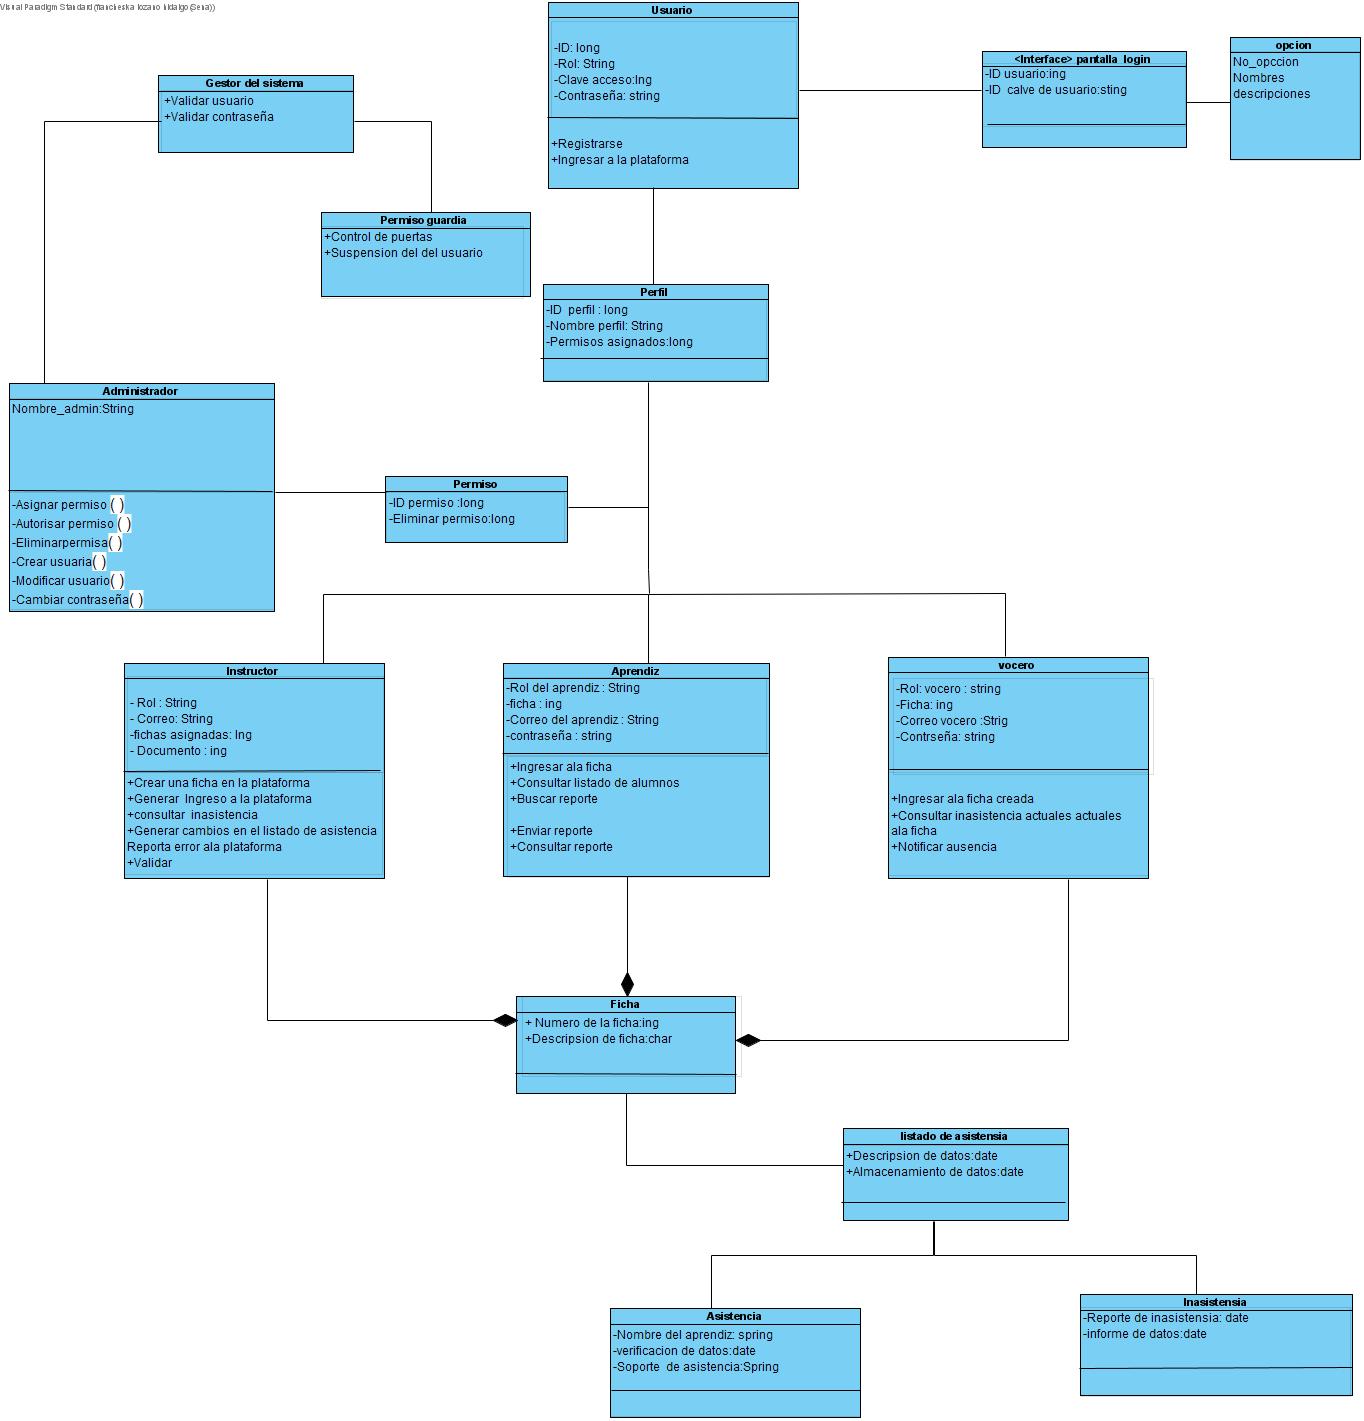 Visual Paradigm Standard (francheska lozano hidalgo(Sena))
Usuario
-ID: long
-Rol: String
-Clave acceso:Ing
-Contraseña: string
+Registrarse
+Ingresar a la plataforma
<Interface> pantalla login
-ID usuario:ing
-ID calve de usuario:sting
opcion
No_opccion
Nombres
descripciones
Gestor del sistema
+Validar usuario
+Validar contraseña
Permiso guardia
+Control de puertas
+Suspension del del usuario
Perfil
-ID perfil : long
-Nombre perfil: String
-Permisos asignados:long
Administrador
Nombre_admin:String
-Asignar permiso ( )
-Autorisar permiso ( )
-Eliminarpermisa( )
-Crear usuaria( )
-Modificar usuario( )
-Cambiar contraseña( )
Permiso
-ID permiso :long
-Eliminar permiso:long
Instructor
- Rol : String
- Correo: String
-fichas asignadas: Ing
- Documento : ing
+Crear una ficha en la plataforma
+Generar Ingreso a la plataforma
+consultar inasistencia
+Generar cambios en el listado de asistencia
Reporta error ala plataforma
+Validar
Aprendiz
-Rol del aprendiz : String
-ficha : ing
-Correo del aprendiz : String
-contraseña : string
+Ingresar ala ficha
+Consultar listado de alumnos
+Buscar reporte
+Enviar reporte
+Consultar reporte
vocero
-Rol: vocero : string
-Ficha: ing
-Correo vocero :Strig
-Contrseña: string
+Ingresar ala ficha creada
+Consultar inasistencia actuales actuales
ala ficha
+Notificar ausencia
Ficha
+ Numero de la ficha:ing
+Descripsion de ficha:char
listado de asistensia
+Descripsion de datos:date
+Almacenamiento de datos:date
Asistencia
-Nombre del aprendiz: spring
-verificacion de datos:date
-Soporte de asistencia:Spring
Inasistensia
-Reporte de inasistensia: date
-informe de datos:date